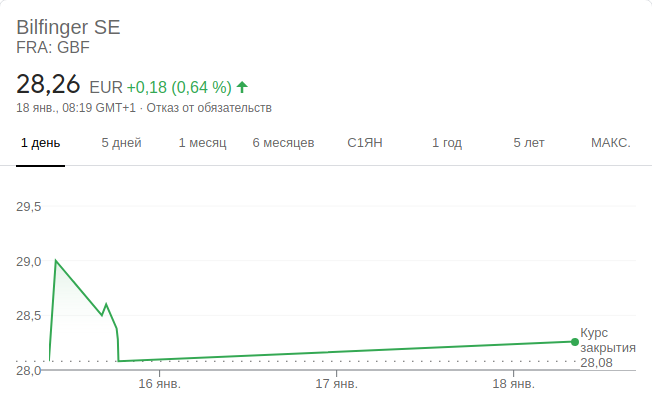 Bilfinger SE
FRA: GBF
28,26 EUR +0,18 (0,64 %)
18 янв., 08:19 GMT+1 · Отказ от обязательств
1 день 5 дней 1 месяц 6 месяцев С1ЯН 1 год 5 лет МАКС.
29,5
29,0
28,5
28,0
Курс
закрытия
28,08
16 янв. 17 янв. 18 янв.